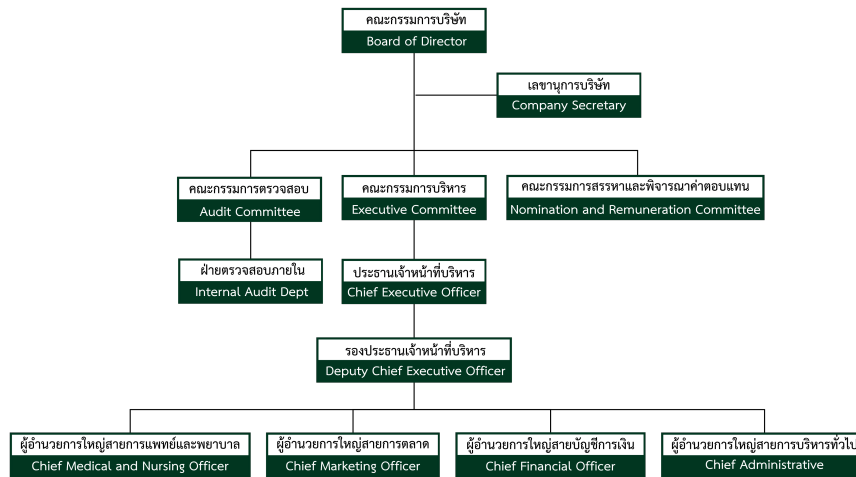 คณะกรรมการบริษัท
Board of Director
เลขานุการบริษัท
Company Secretary
คณะกรรมการตรวจสอบ
Audit Committee
คณะกรรมการบริหาร
Executive Committee
คณะกรรมการสรรหาและพิจารณาค่าตอบแทน
Nomination and Remuneration Committee
ฝ่ายตรวจสอบภายใน
Internal Audit Dept
ประธานเจ้าหน้าที่บริหาร
Chief Executive Officer
รองประธานเจ้าหน้าที่บริหาร
Deputy Chief Executive Officer
ผู้อำนวยการใหญ่สายการแพทย์และพยาบาล
Chief Medical and Nursing Officer
ผู้อำนวยการใหญ่สายการตลาด
Chief Marketing Officer
ผู้อำนวยการใหญ่สายบัญชีการเงิน
Chief Financial Officer
ผู้อำนวยการใหญ่สายการบริหารทั่วไป
Chief Administrative